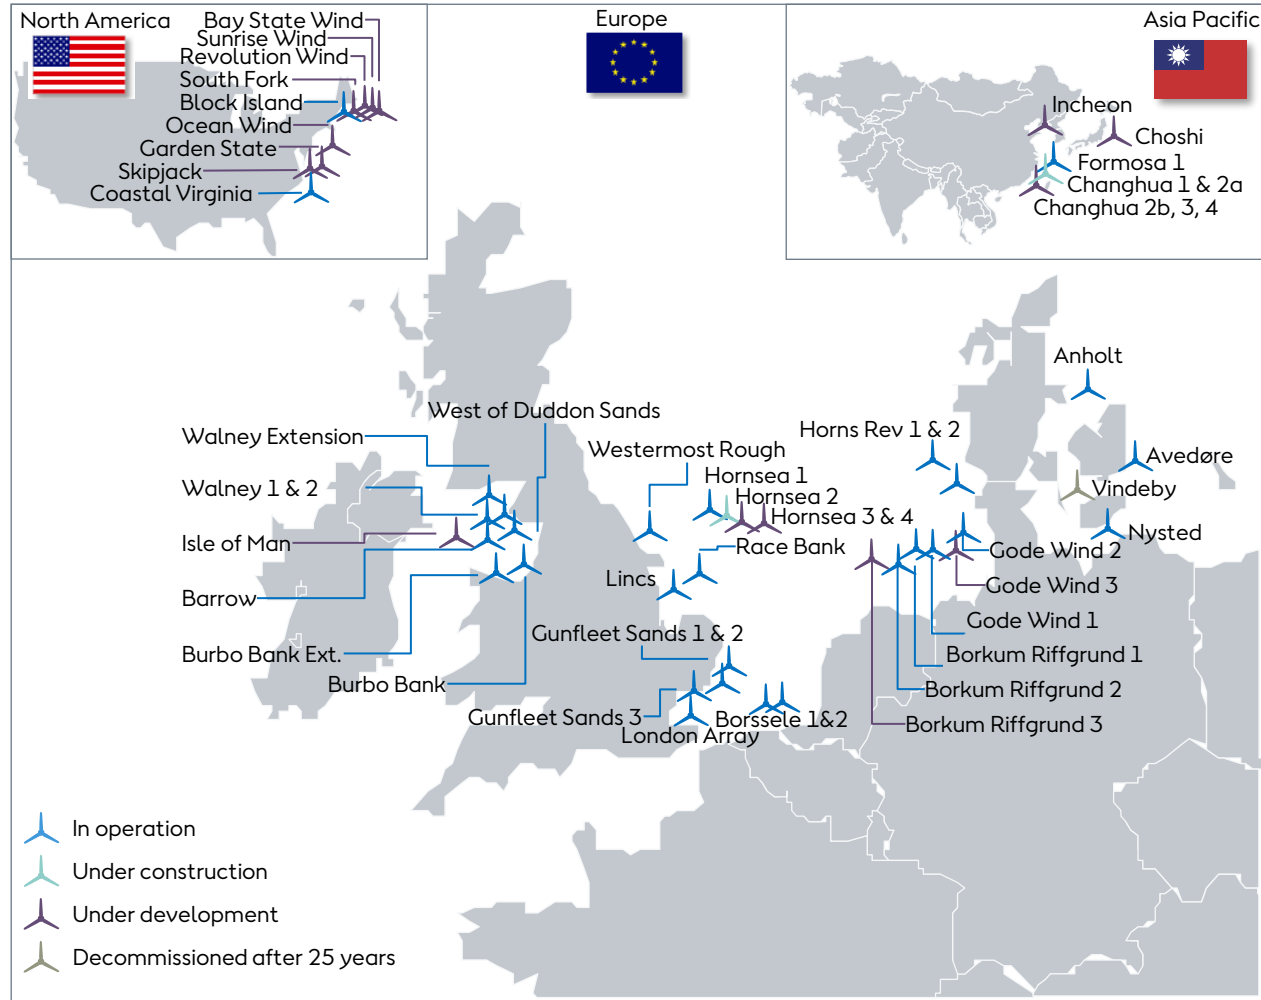 North America
Bay State Wind
Sunrise Wind
Revolution Wind
South Fork
Block Island
Ocean Wind
Garden State
Skipjack
Coastal Virginia
Europe
Asia Pacific
Incheon
Choshi
Formosa 1
Changhua 1 & 2a
Changhua 2b, 3, 4
Anholt
West of Duddon Sands
Walney Extension
Horns Rev 1 & 2
Westermost Rough
Avedøre
Hornsea 1
Walney 1 & 2
Vindeby
Hornsea 2
Hornsea 3 & 4
Nysted
Isle of Man
Race Bank
Gode Wind 2
Lincs
Gode Wind 3
Barrow
Gode Wind 1
Gunfleet Sands 1 & 2
Burbo Bank Ext.
Borkum Riffgrund 1
Burbo Bank
Borkum Riffgrund 2
Gunfleet Sands 3
Borssele 1&2
Borkum Riffgrund 3
London Array
In operation
Under construction
Under development
Decommissioned after 25 years